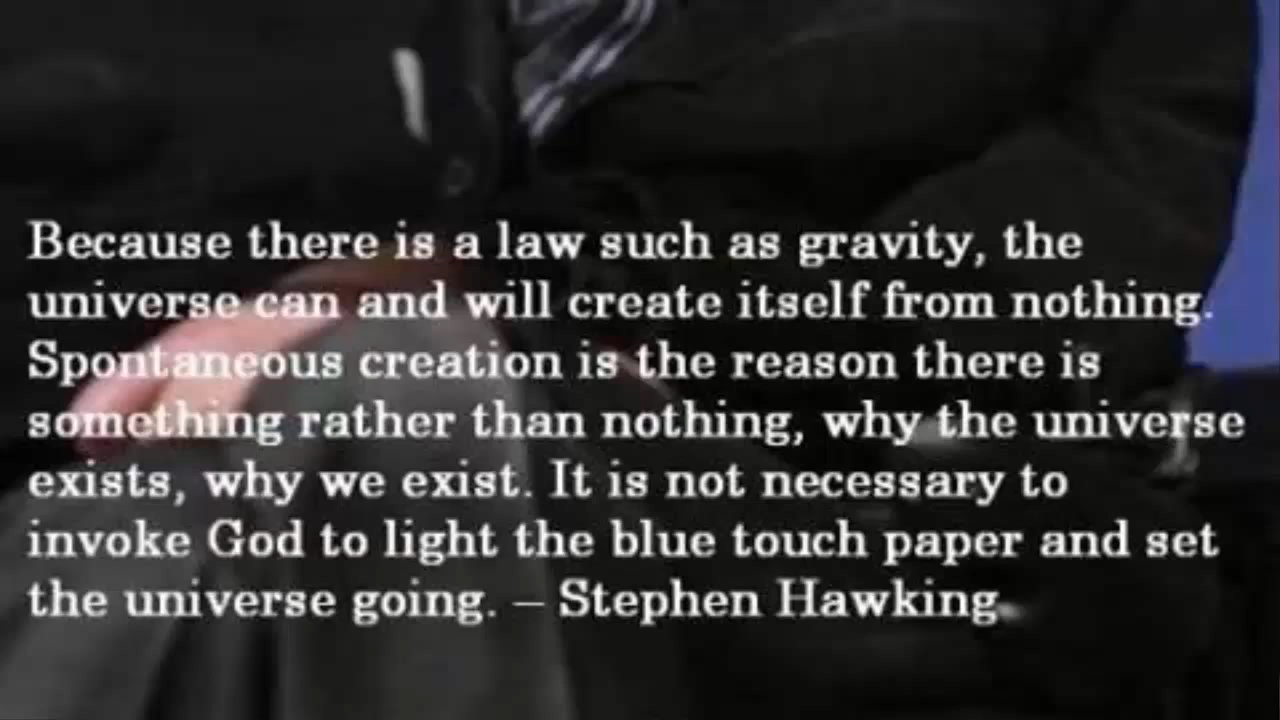 Because there is a law such as gravity, the
universe can and will create itself from nothing.
Spontaneous creation is the reason there is
something rather than nothing, why the universe
exists, why we exist. It is not necessary to
invoke God to light the blue touch paper and set
the universe going. – Stephen Hawking